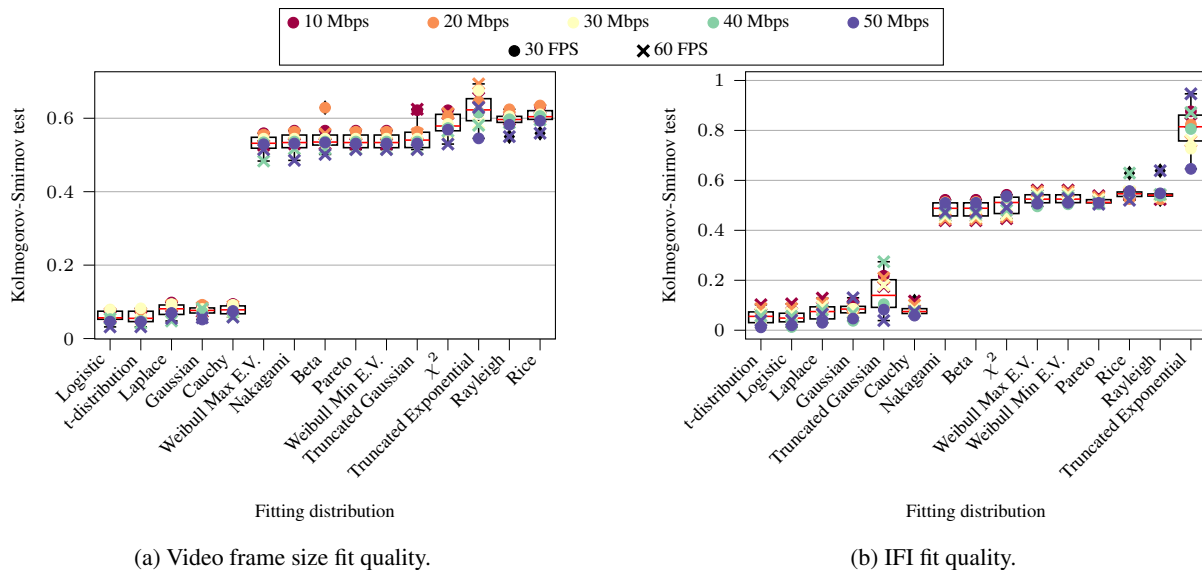 10 Mbps 20 Mbps 30 Mbps 40 Mbps 50 Mbps
30 FPS 60 FPS
Kolmogorov-Smirnov test
0.6
0.4
0.2
0
Logistic
t-distribution
Laplace
Gaussian
Cauchy
Weibull Max E.V.
Nakagami
Beta
Pareto
Weibull Min E.V.
Truncated Gaussian
X²
Truncated Exponential
Rayleigh
Rice
Fitting distribution
(a) Video frame size fit quality.
Kolmogorov-Smirnov test
1
0.8
0.6
0.4
0.2
0
t-distribution
Logistic
Laplace
Gaussian
Truncated Gaussian
Cauchy
Nakagami
Beta
X²
Weibull Max E.V.
Weibull Min E.V.
Pareto
Rice
Rayleigh
Truncated Exponential
Fitting distribution
(b) IFI fit quality.